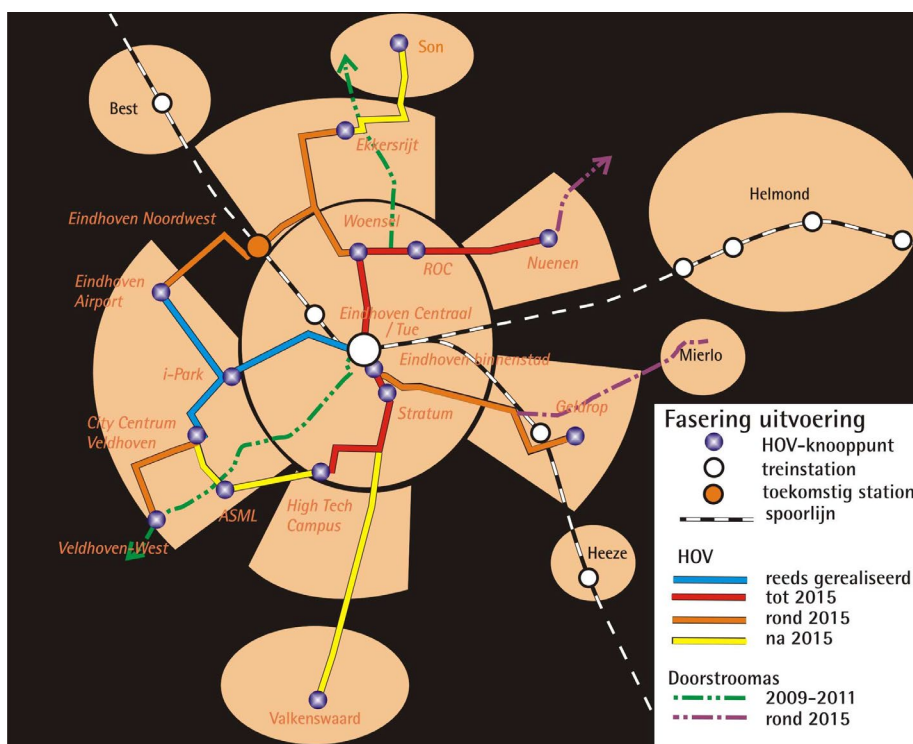 Son
Best
Ekkersrijt
Helmond
Eindhoven Noordwest
Woensel
ROC
Nuenen
Eindhoven
Airport
Eindhoven Centraal
/ Tue
Eindhoven binnenstad
Mierlo
i-Park
Stratum
Geldrop
City Centrum
Veldhoven
High Tech
Campus
ASML
Veldhoven-West
Heeze
Valkenswaard
Fasering uitvoering
HOV-knooppunt
treinstation
toekomstig station
spoorlijn
HOV
reeds gerealiseerd
tot 2015
rond 2015
na 2015
Doorstroomas
2009-2011
rond 2015